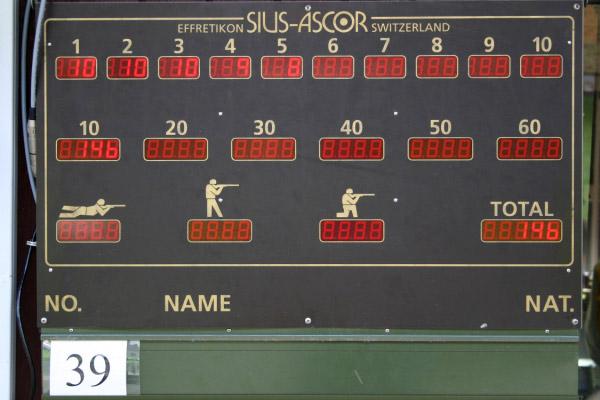 EFFRETIKON SIUS-ASCOR SWITZERLAND
1 2 3 4 5 6 7 8 9 10
10 10 10 9 8
10 20 30 40 50 60
146
TOTAL
146
NO. NAME NAT.
39